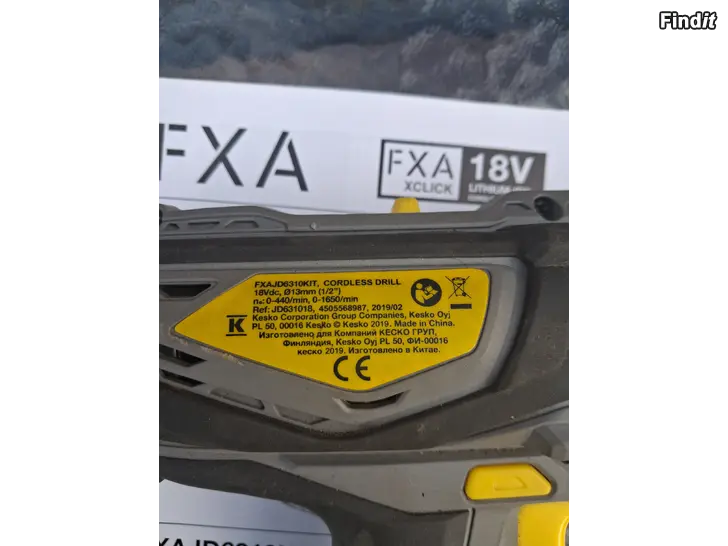 Findit
FXA
FXA 18V
XCLICK LITHIUM
FXAJD6310KIT, CORDLESS DRILL
18Vdc, Ø13mm (1/2")
n₀: 0-440/min, 0-1650/min
Ref: JD631018, 4505568987, 2019/02
Kesko Corporation Group Companies, Kesko Oyj
PL 50, 00016 Kesko © Kesko 2019. Made in China.
Изготовлено для Компаний КЕСКО ГРУП,
Финляндия, Kesko Oyj PL 50, ФИ-00016
кеско 2019. Изготовлено в Китае.
K
CE